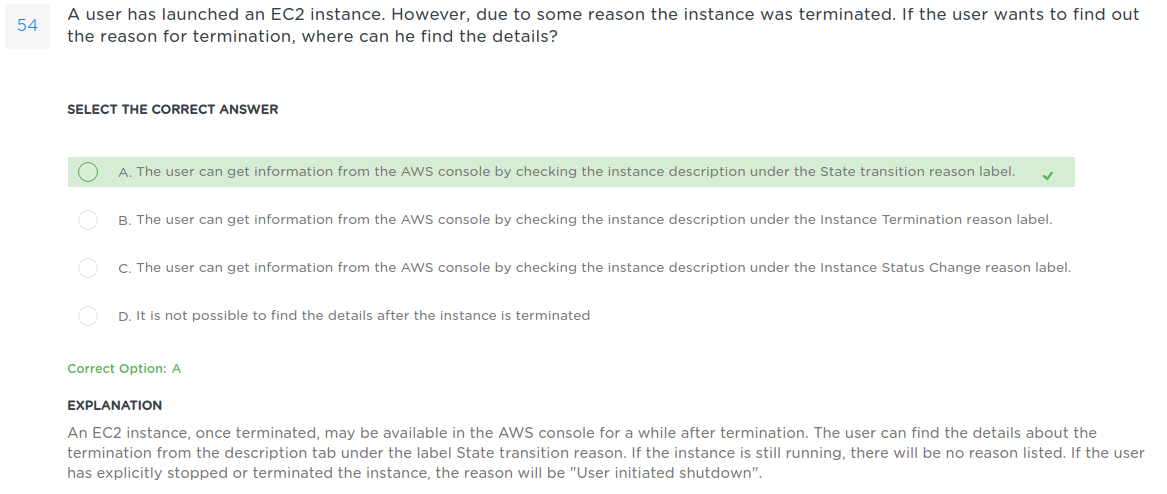 54
A user has launched an EC2 instance. However, due to some reason the instance was terminated. If the user wants to find out
the reason for termination, where can he find the details?
SELECT THE CORRECT ANSWER
A. The user can get information from the AWS console by checking the instance description under the State transition reason label.
B. The user can get information from the AWS console by checking the instance description under the Instance Termination reason label.
C. The user can get information from the AWS console by checking the instance description under the Instance Status Change reason label.
D. It is not possible to find the details after the instance is terminated
Correct Option: A
EXPLANATION
An EC2 instance, once terminated, may be available in the AWS console for a while after termination. The user can find the details about the
termination from the description tab under the label State transition reason. If the instance is still running, there will be no reason listed. If the user
has explicitly stopped or terminated the instance, the reason will be "User initiated shutdown".